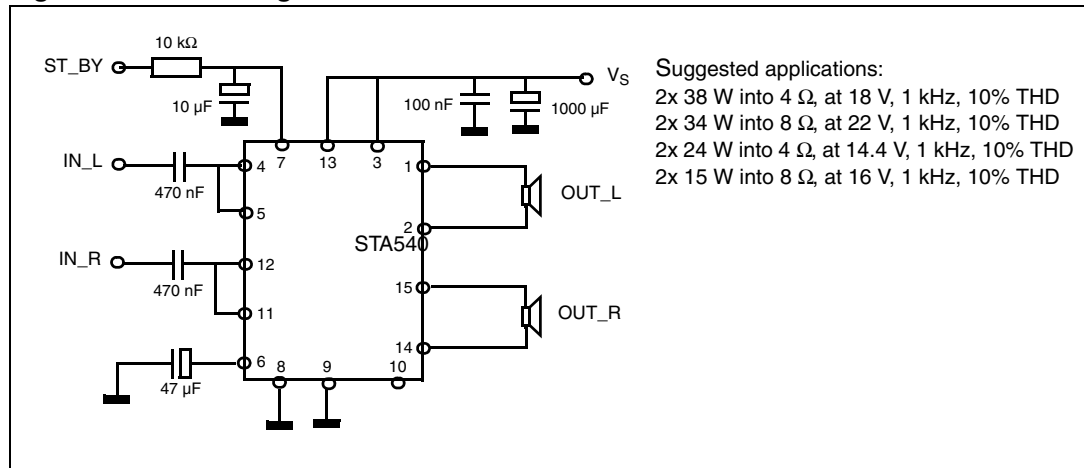 10 kΩ
ST_BY
10 µF
100 nF
1000 µF
V_S
Suggested applications:
2x 38 W into 4 Ω, at 18 V, 1 kHz, 10% THD
2x 34 W into 8 Ω, at 22 V, 1 kHz, 10% THD
2x 24 W into 4 Ω, at 14.4 V, 1 kHz, 10% THD
2x 15 W into 8 Ω, at 16 V, 1 kHz, 10% THD
7
13
3
IN_L
470 nF
4
5
1
2
OUT_L
STA540
IN_R
470 nF
12
11
15
14
OUT_R
47 µF
6
8
9
10